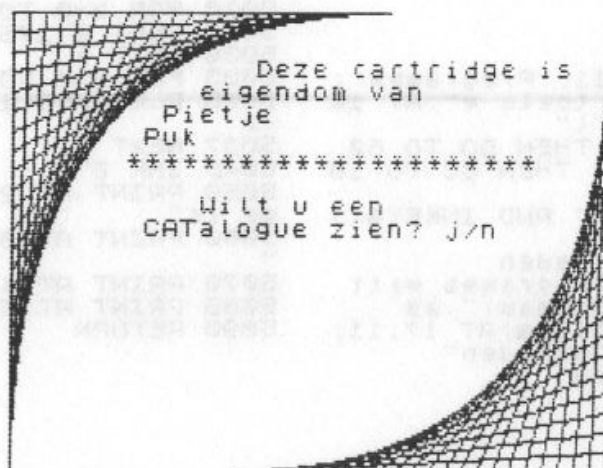 Deze cartridge is
eigendom van
Pietje
Puk
**********************
Wilt u een
CATalogue zien? j/n